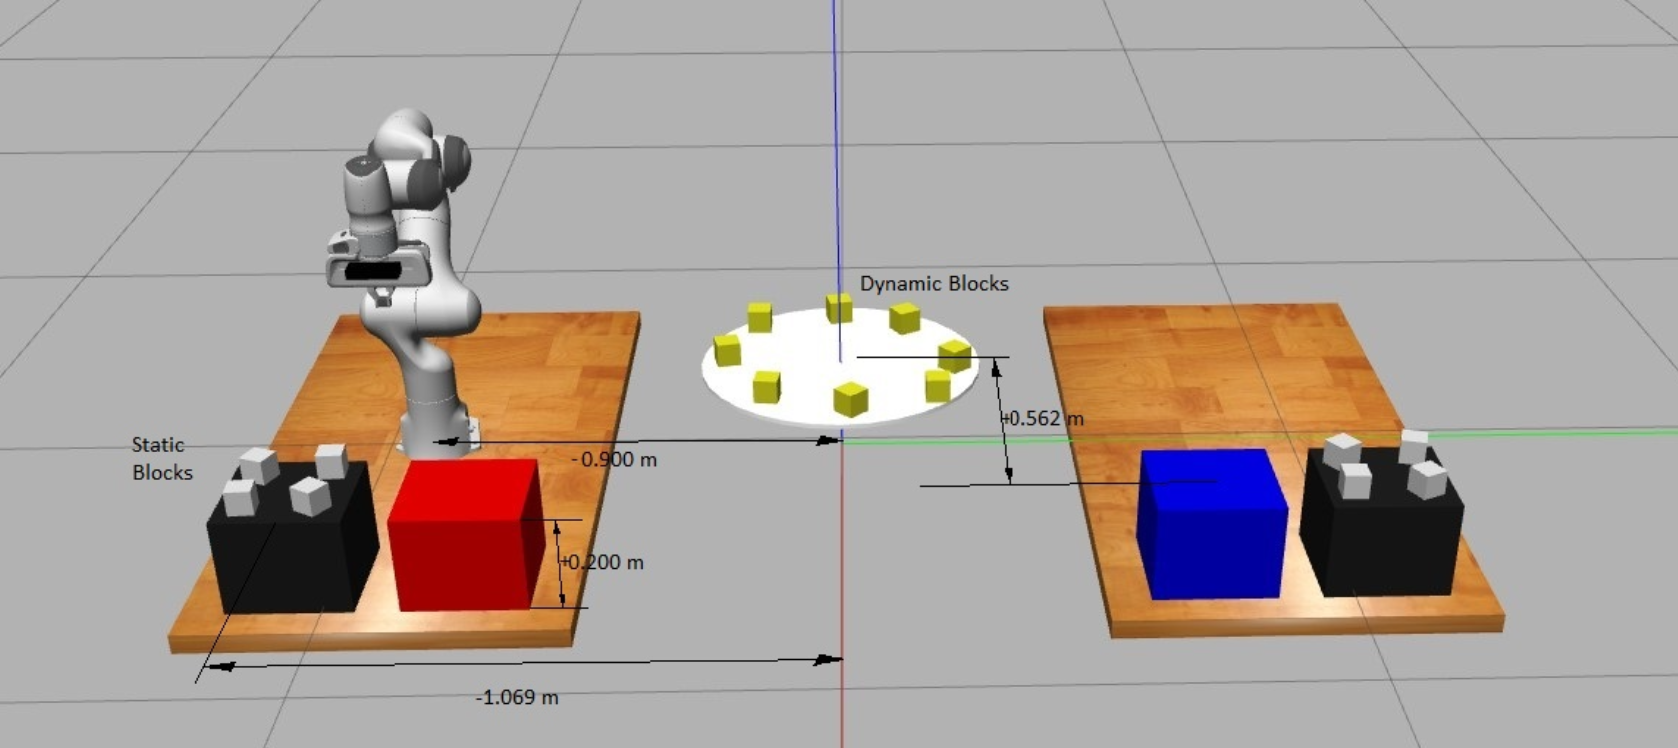 Dynamic Blocks
+0.562 m
Static
Blocks
-0.900 m
+0.200 m
-1.069 m